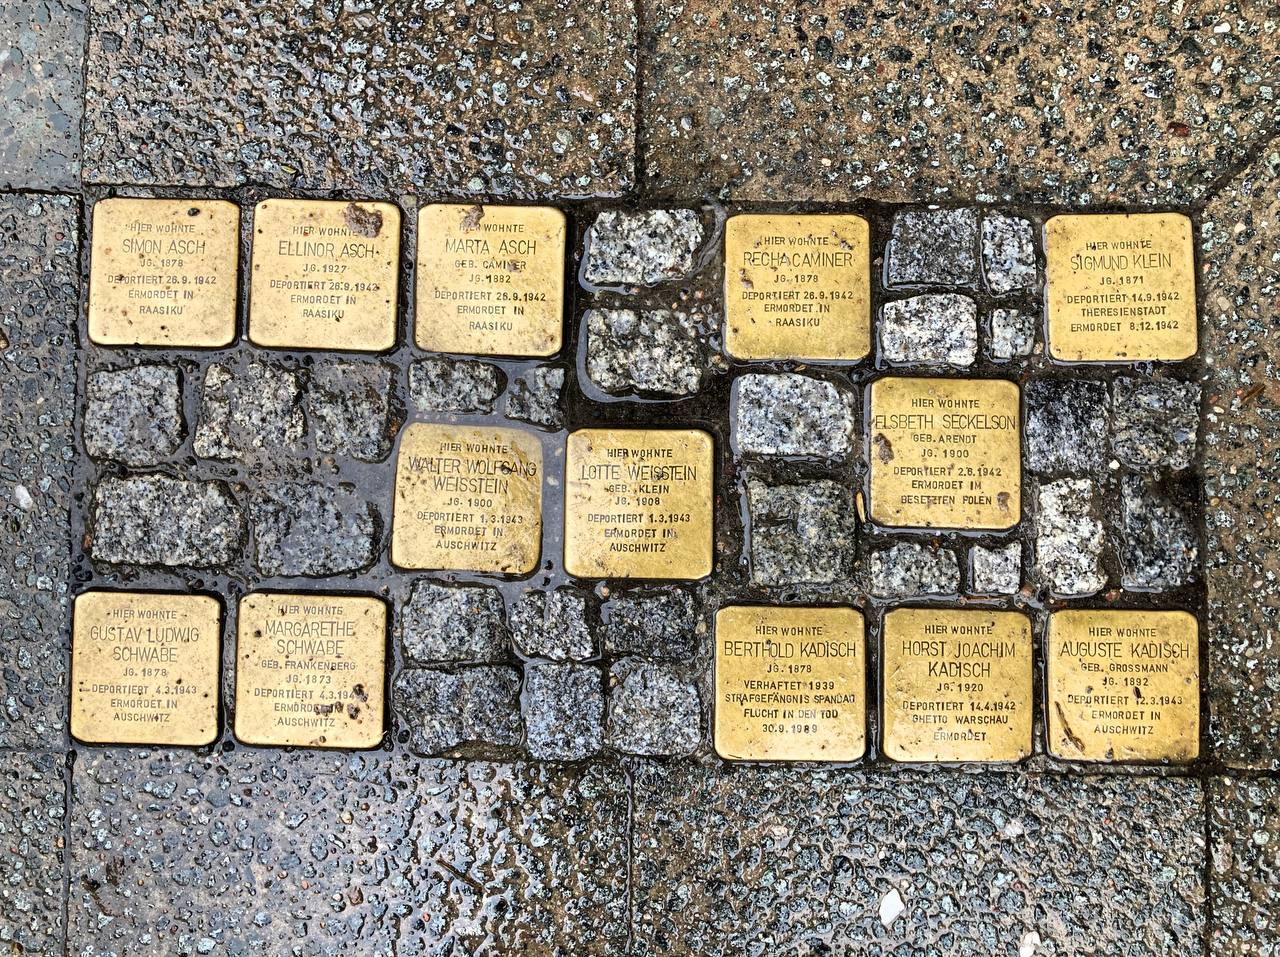 HIER WOHNTE
SIMON ASCH
JG. 1878
DEPORTIERT 26.9.1942
ERMORDET IN
RAASIKU
HIER WOHNTE
ELLINOR ASCH
JG. 1927
DEPORTIERT 26.9.1942
ERMORDET IN
RAASIKU
HIER WOHNTE
MARTA ASCH
GEB. CAMINER
JG. 1882
DEPORTIERT 26.9.1942
ERMORDET IN
RAASIKU
HIER WOHNTE
RECHA CAMINER
JG. 1878
DEPORTIERT 26.9.1942
ERMORDET IN
RAASIKU
HIER WOHNTE
SIGMUND KLEIN
JG. 1871
DEPORTIERT 14.9.1942
THERESIENSTADT
ERMORDET 8.12.1942
HIER WOHNTE
WALTER WOLFGANG
WEISSTEIN
JG. 1900
DEPORTIERT 1.3.1943
ERMORDET IN
AUSCHWITZ
HIER WOHNTE
LOTTE WEISSTEIN
GEB. KLEIN
JG. 1908
DEPORTIERT 1.3.1943
ERMORDET IN
AUSCHWITZ
HIER WOHNTE
ELSBETH SECKELSON
GEB. ARENDT
JG. 1900
DEPORTIERT 2.6.1942
ERMORDET IM
BESETZTEN POLEN
HIER WOHNTE
GUSTAV LUDWIG
SCHWABE
JG. 1878
DEPORTIERT 4.3.1943
ERMORDET IN
AUSCHWITZ
HIER WOHNTE
MARGARETHE
SCHWABE
GEB. FRANKENBERG
JG. 1873
DEPORTIERT 4.3.1943
ERMORDET IN
AUSCHWITZ
HIER WOHNTE
BERTHOLD KADISCH
JG. 1878
VERHAFTET 1939
STRAFGEFÄNGNIS SPANDAU
FLUCHT IN DEN TOD
30.9.1939
HIER WOHNTE
HORST JOACHIM
KADISCH
JG. 1920
DEPORTIERT 14.4.1942
GHETTO WARSCHAU
ERMORDET
HIER WOHNTE
AUGUSTE KADISCH
GEB. GROSSMANN
JG. 1892
DEPORTIERT 12.3.1943
ERMORDET IN
AUSCHWITZ